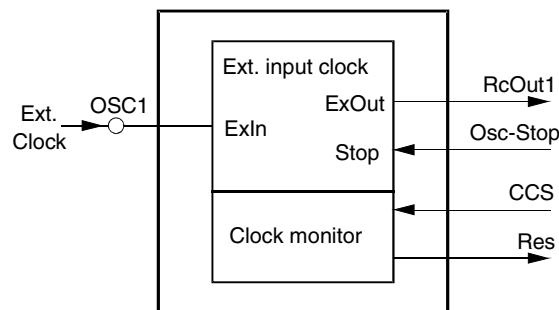 Ext. input clock
RcOut1
ExOut
OSC1
Ext.
Clock
ExIn
Osc-Stop
Stop
CCS
Clock monitor
Res